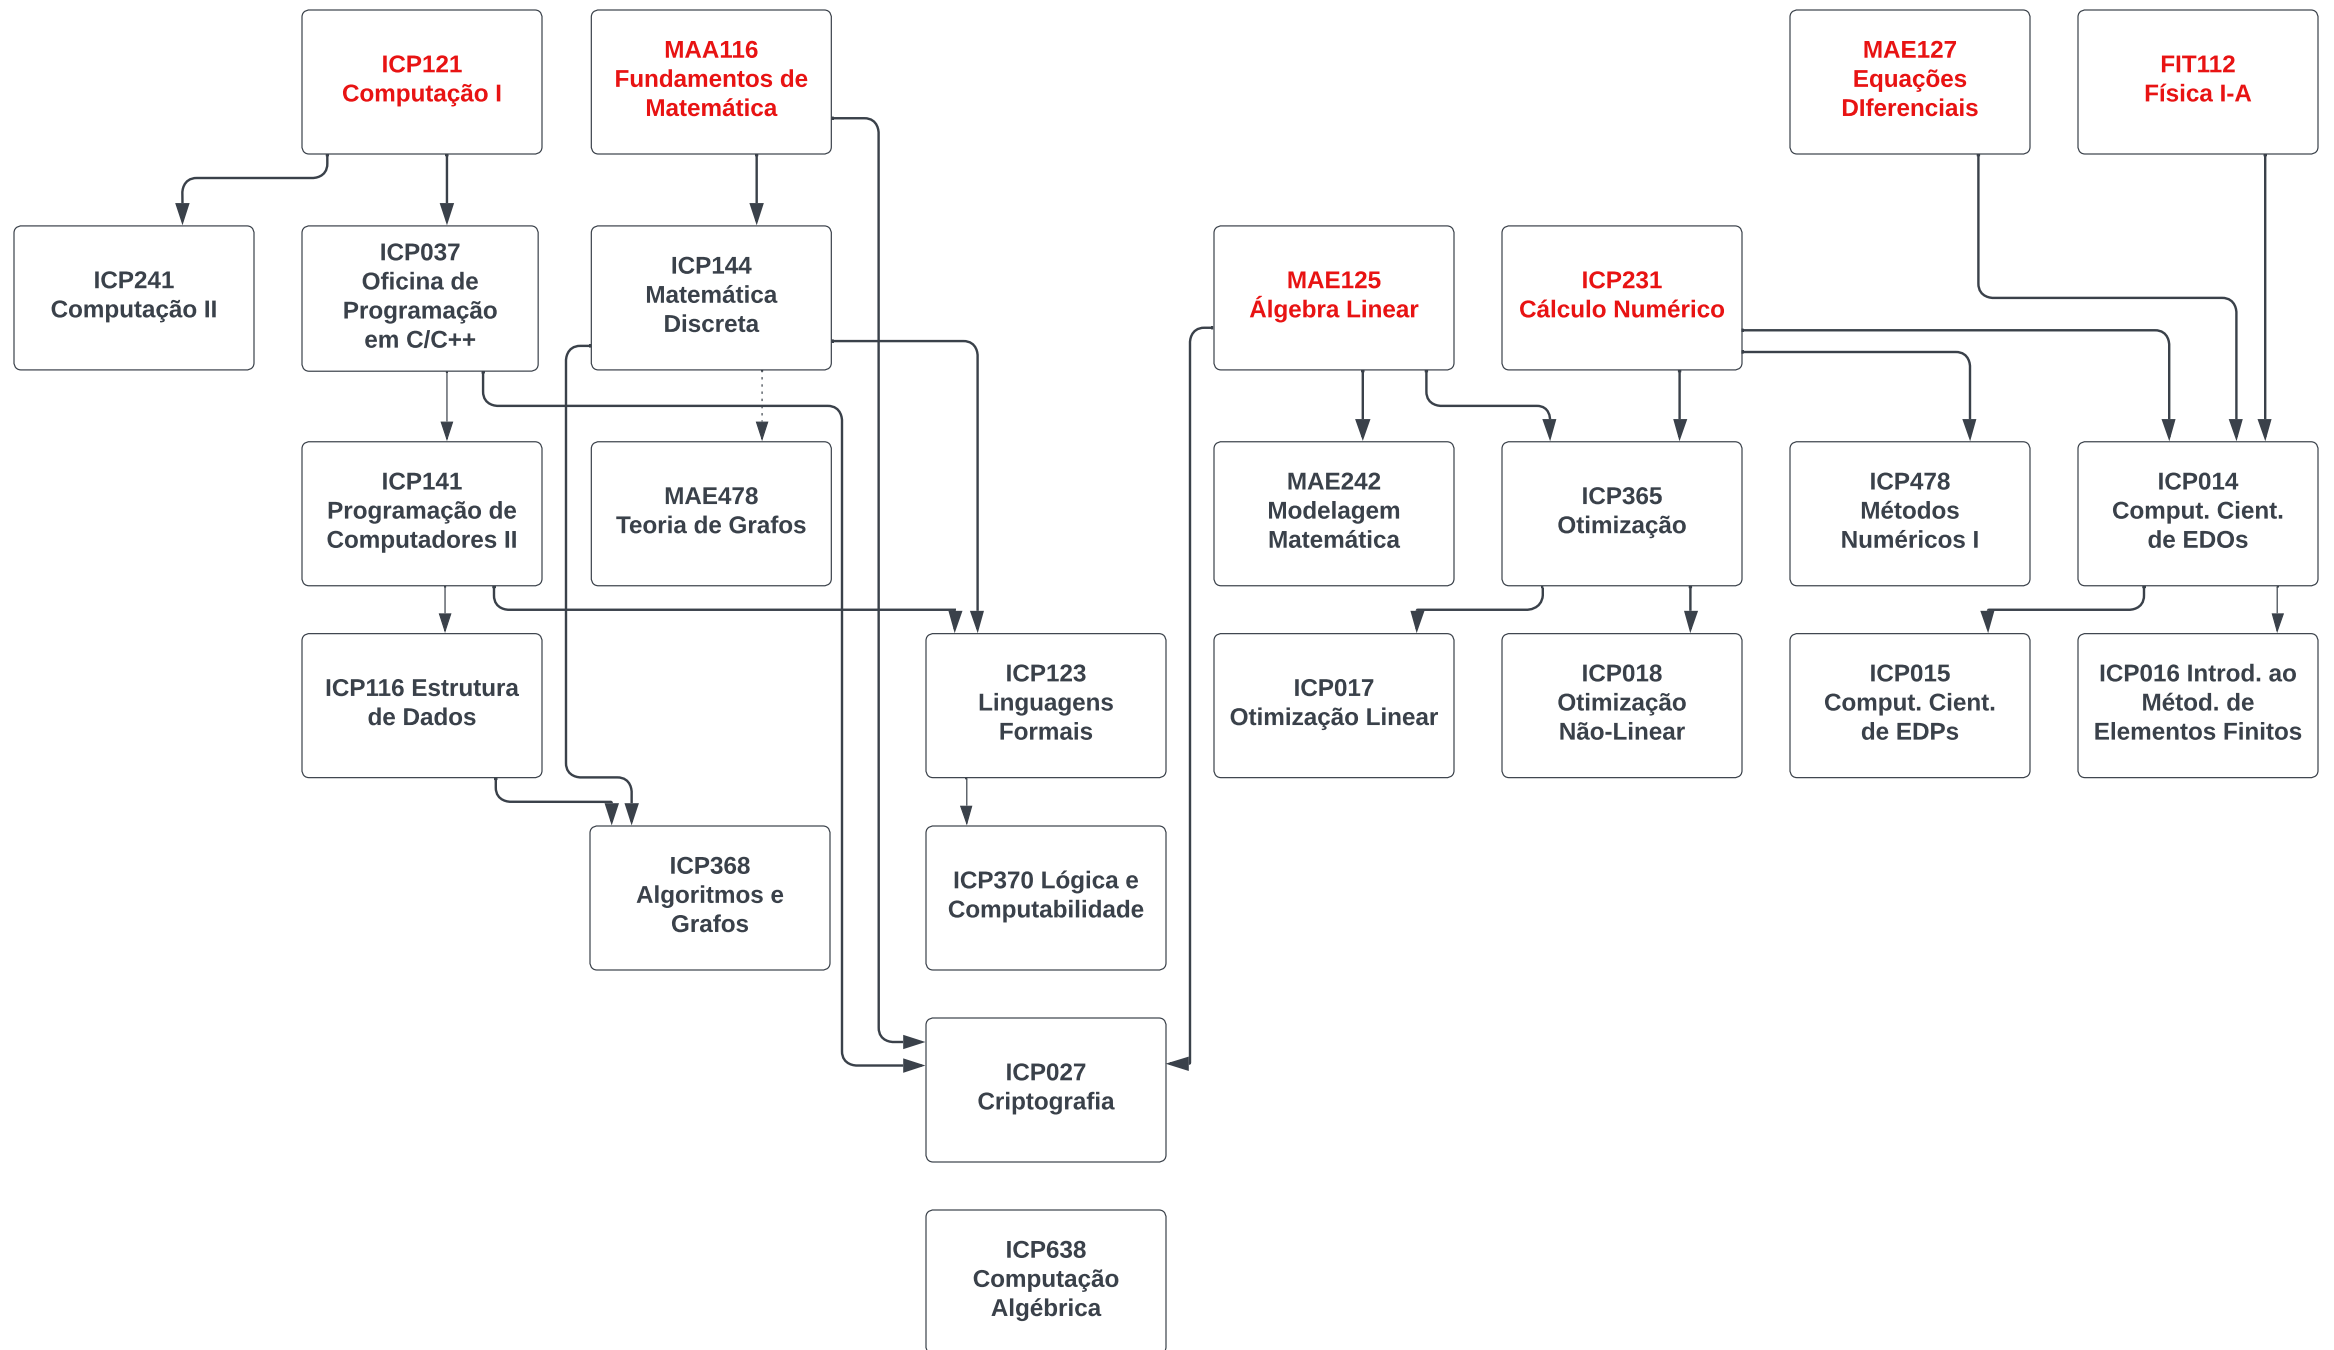 ICP121
Computação I
MAA116
Fundamentos de
Matemática
MAE127
Equações
DIferenciais
FIT112
Física I-A
ICP241
Computação II
ICP037
Oficina de
Programação
em C/C++
ICP144
Matemática
Discreta
MAE125
Álgebra Linear
ICP231
Cálculo Numérico
ICP141
Programação de
Computadores II
MAE478
Teoria de Grafos
MAE242
Modelagem
Matemática
ICP365
Otimização
ICP478
Métodos
Numéricos I
ICP014
Comput. Cient.
de EDOs
ICP116 Estrutura
de Dados
ICP123
Linguagens
Formais
ICP017
Otimização Linear
ICP018
Otimização
Não-Linear
ICP015
Comput. Cient.
de EDPs
ICP016 Introd. ao
Métod. de
Elementos Finitos
ICP368
Algoritmos e
Grafos
ICP370 Lógica e
Computabilidade
ICP027
Criptografia
ICP638
Computação
Algébrica